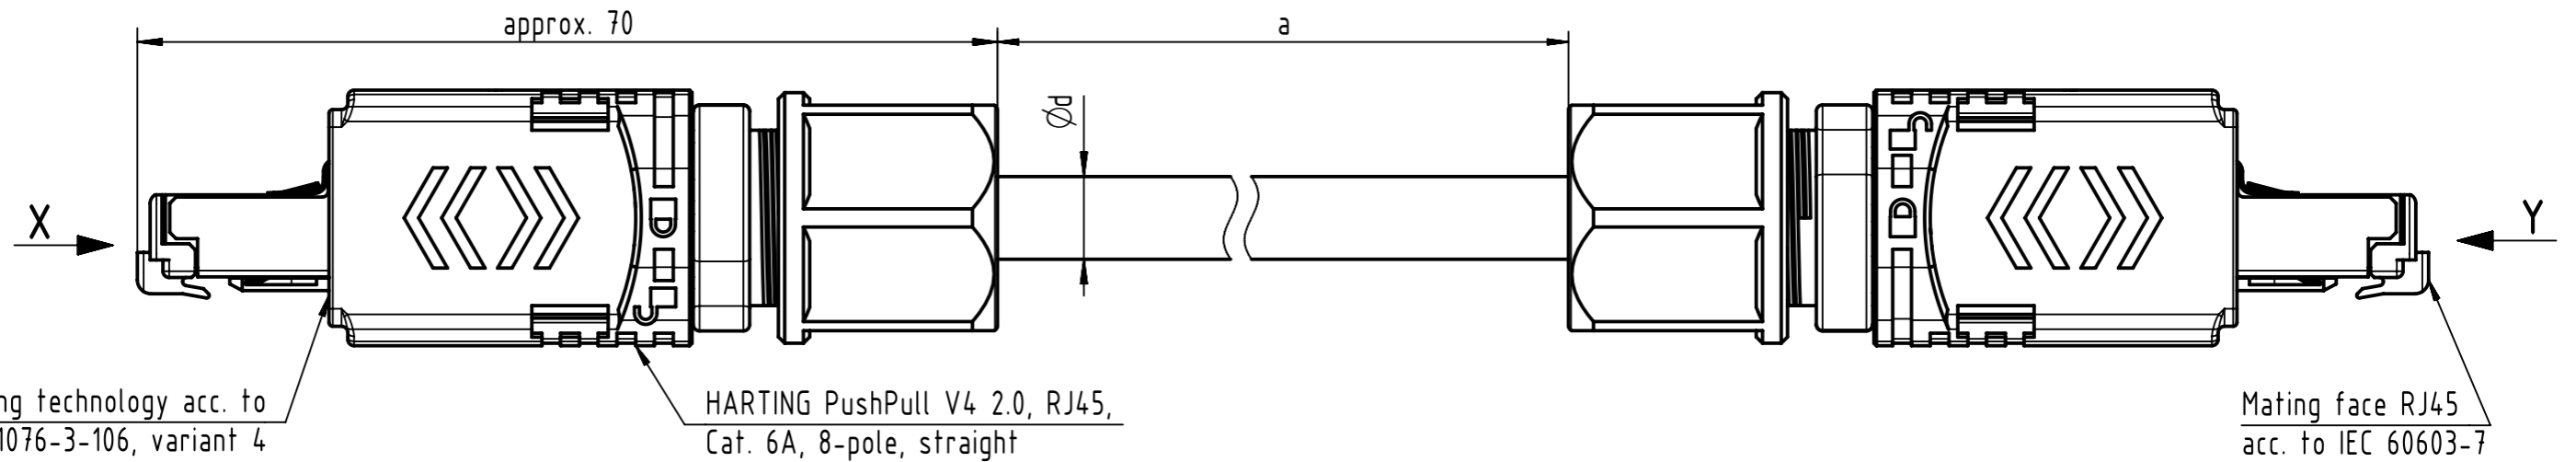 approx. 70
a
Ød
X
Y
ng technology acc. to
1076-3-106, variant 4
HARTING PushPull V4 2.0, RJ45,
Cat. 6A, 8-pole, straight
Mating face RJ45
acc. to IEC 60603-7